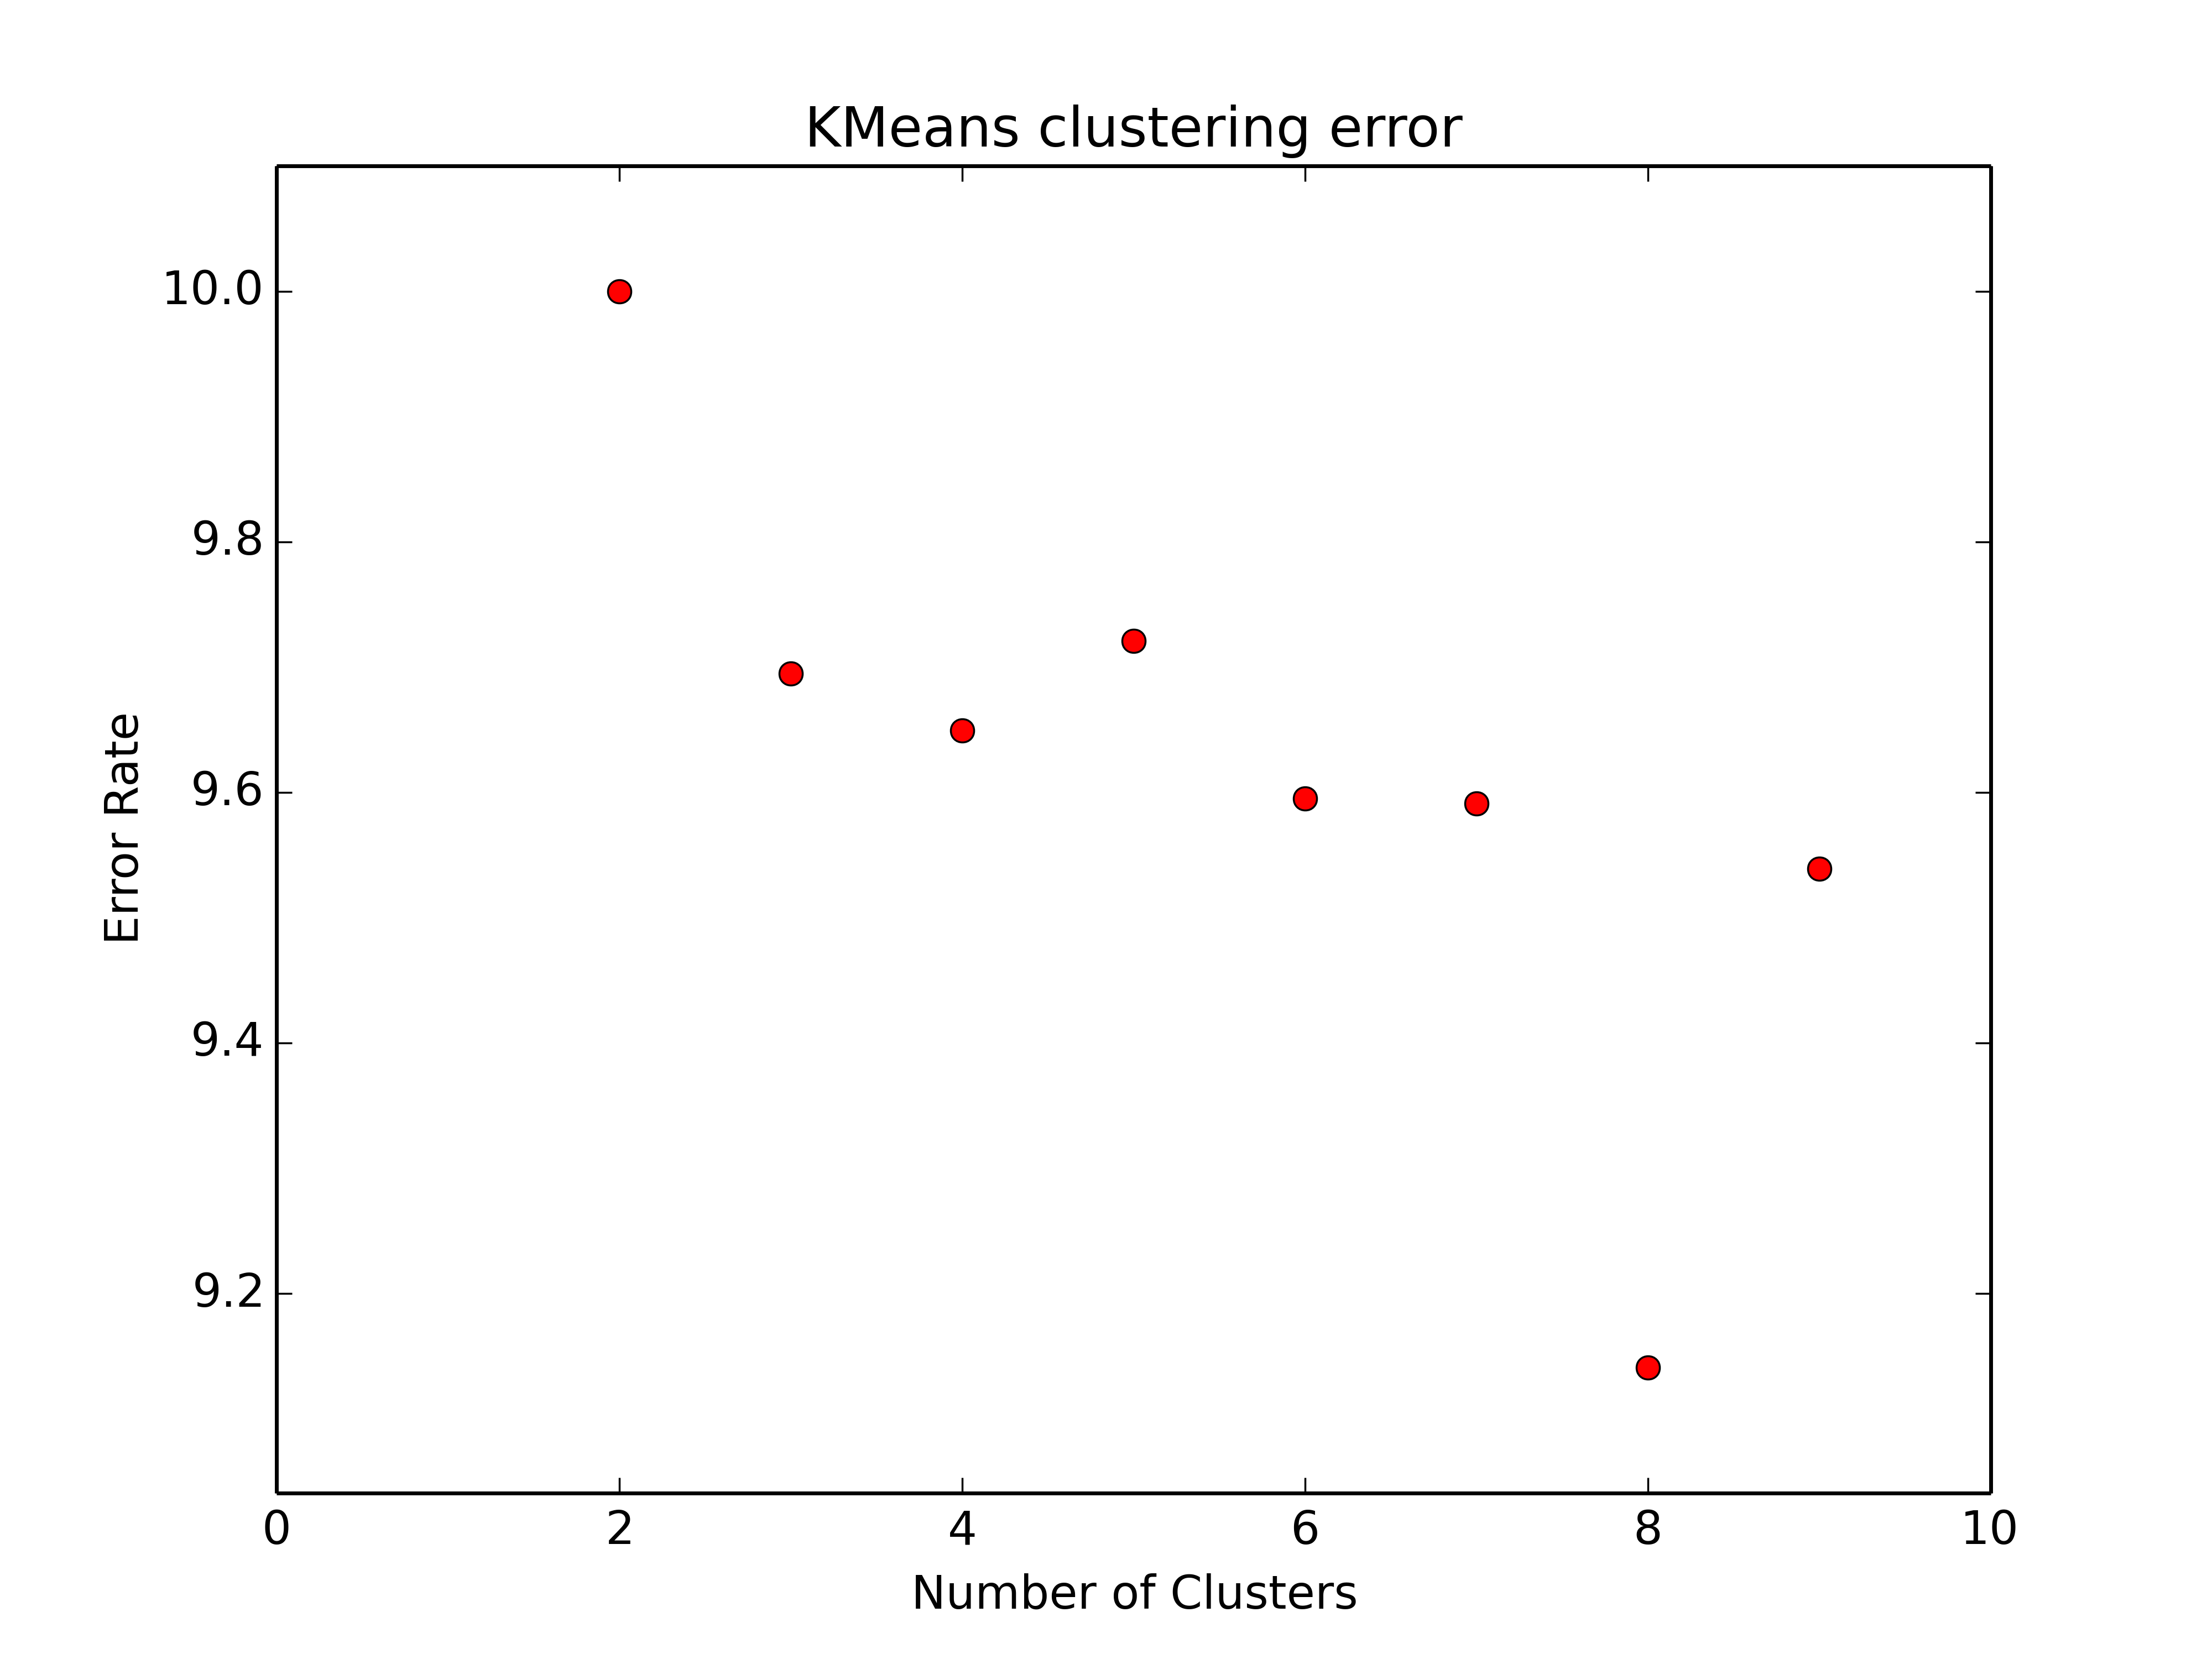 KMeans clustering error
10.0
9.8
9.6
9.4
9.2
Error Rate
0 2 4 6 8 10
Number of Clusters